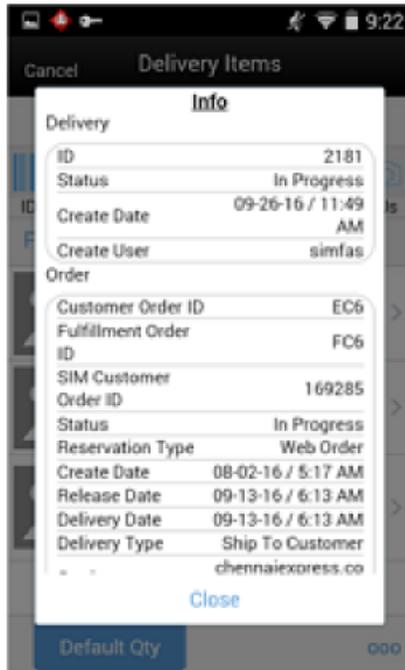 9:22
Cancel Delivery Items
Info
Delivery
ID 2181
Status In Progress
Create Date 09-26-16 / 11:49
AM
Create User simfas
Order
Customer Order ID EC6
Fulfillment Order
ID FC6
SIM Customer
Order ID 169285
Status In Progress
Reservation Type Web Order
Create Date 08-02-16 / 5:17 AM
Release Date 09-13-16 / 6:13 AM
Delivery Date 09-13-16 / 6:13 AM
Delivery Type Ship To Customer
chennaiexpress.co
Close
Default Qty